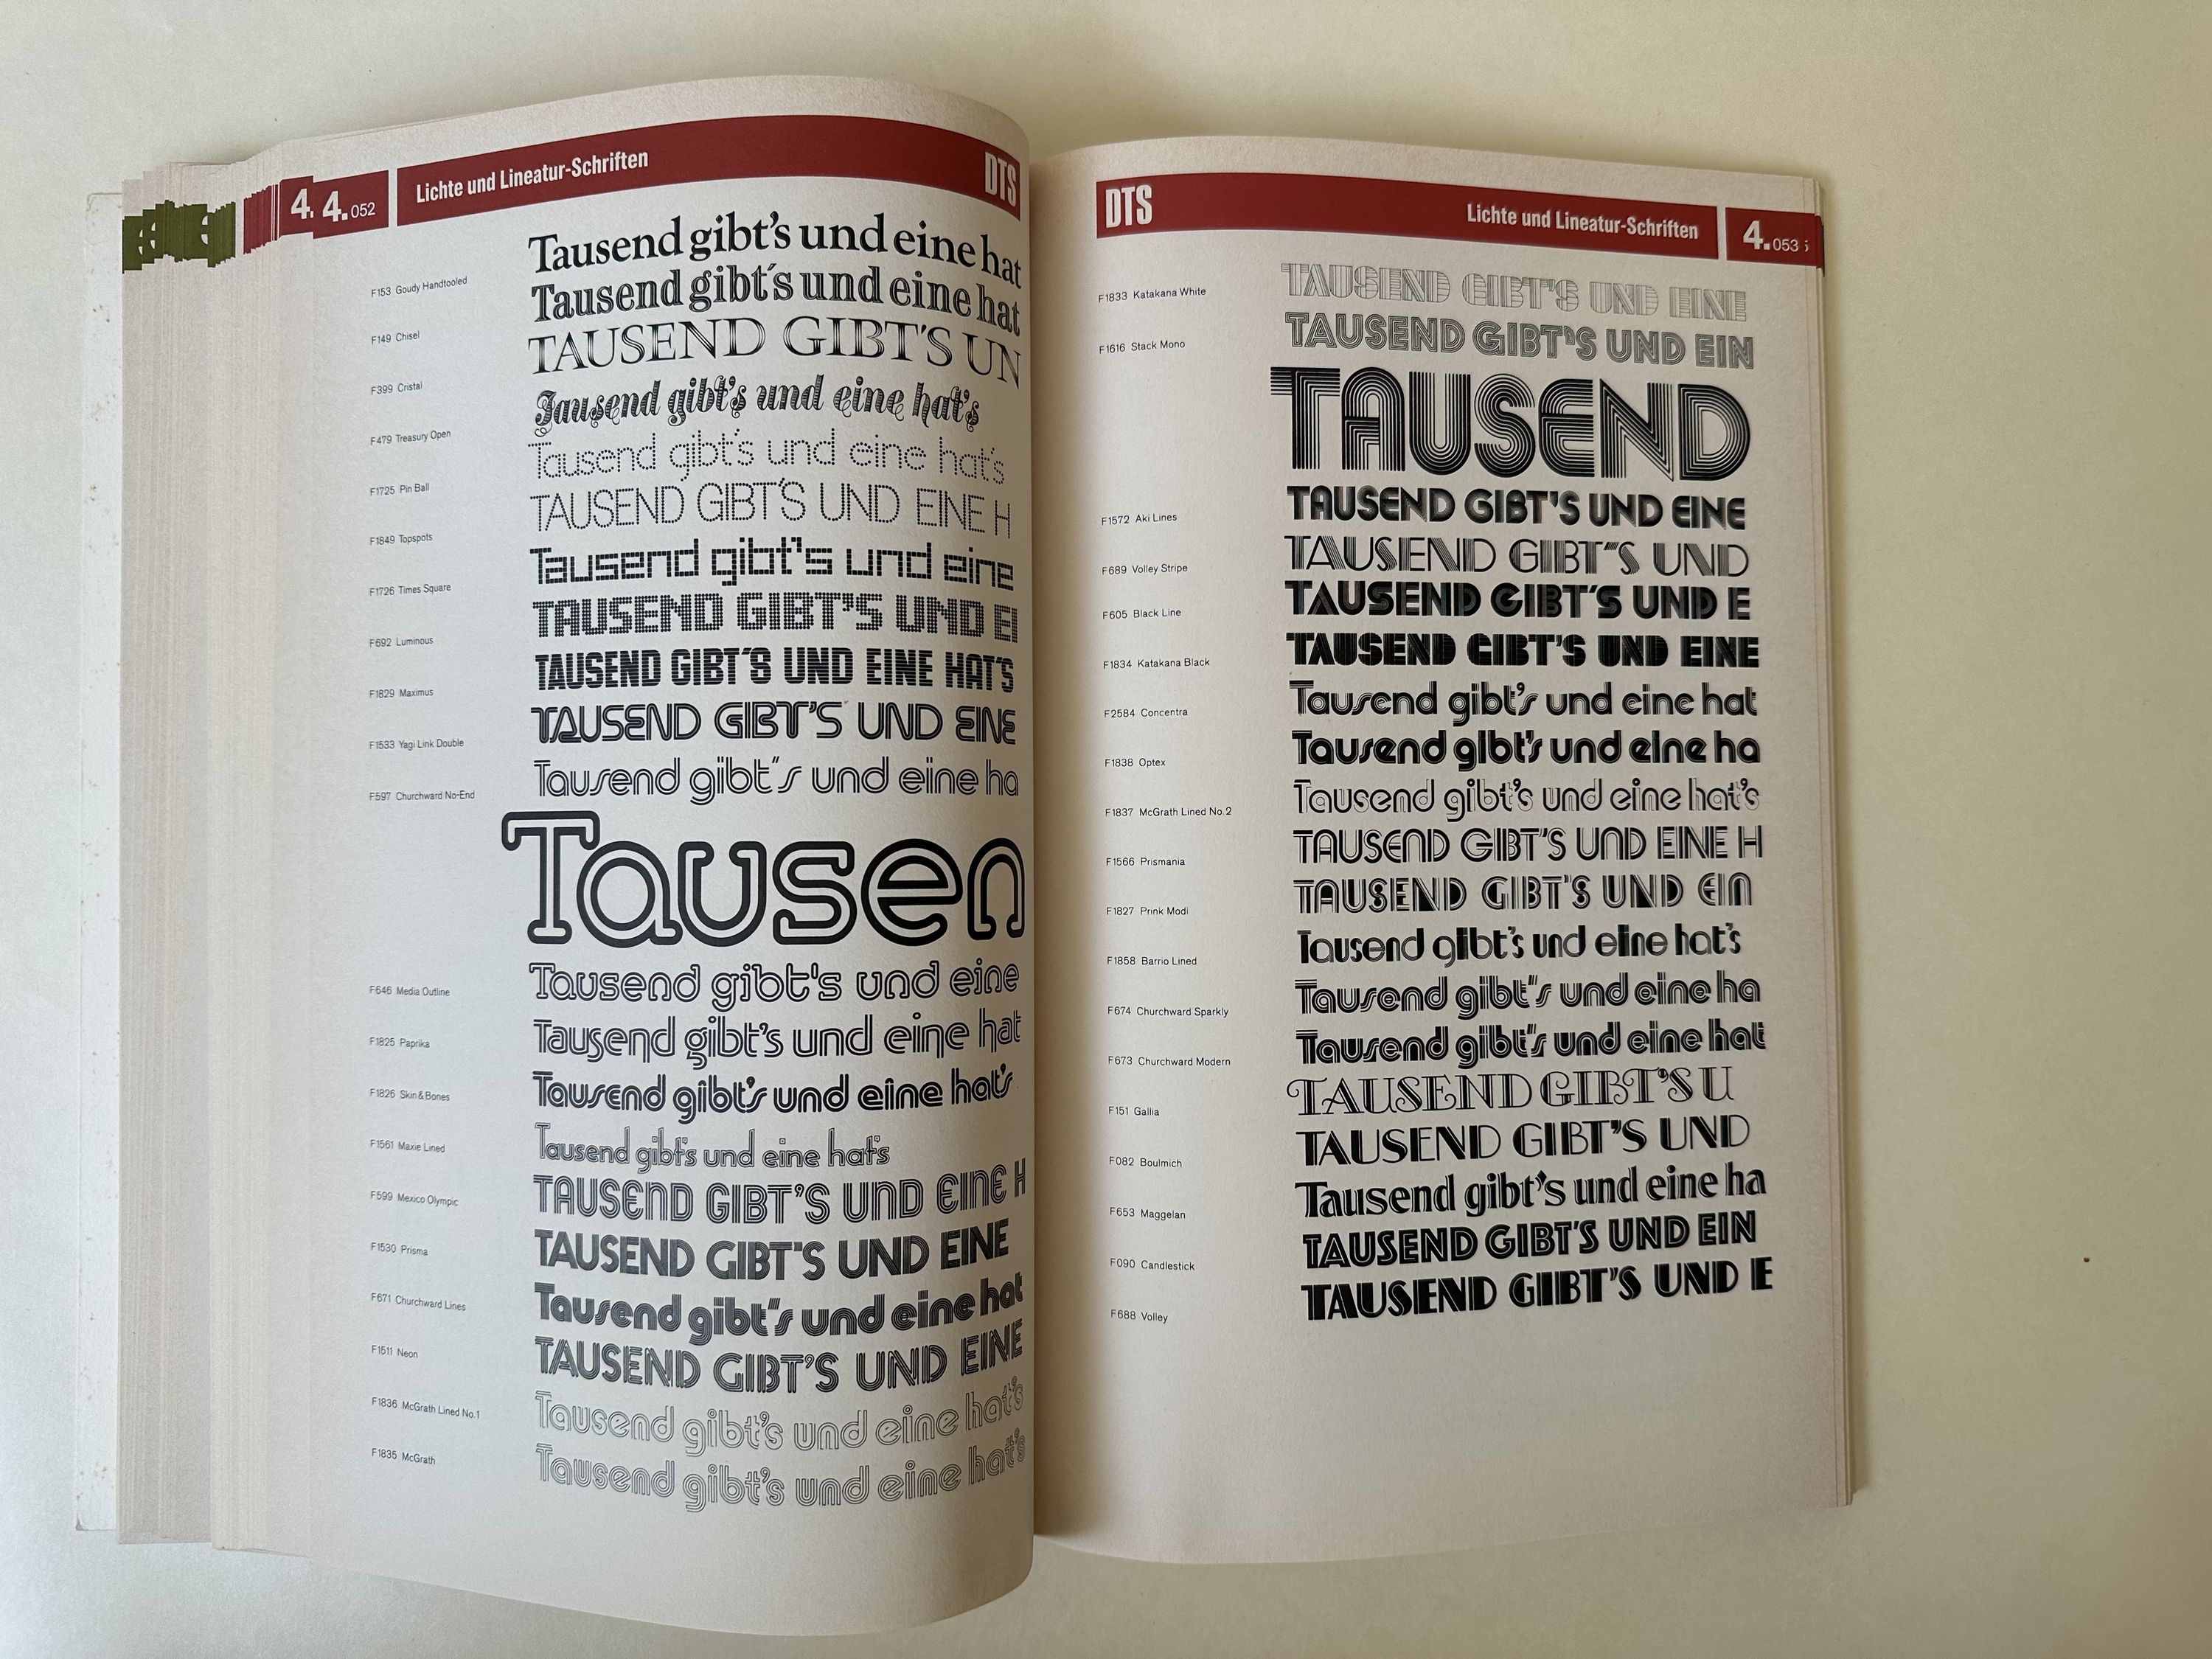 4. 4.052 Lichte und Lineatur-Schriften DTS
F153 Goudy Handtooled Tausend gibt's und eine hat
F149 Chisel Tausend gibt's und eine hat
F399 Cristal TAUSEND GIBT'S UN
F479 Treasury Open Tausend gibt's und eine hat's
F1725 Pin Ball Tausend gibt's und eine hat's
F1849 Topspots TAUSEND GIBT'S UND EINE H
F1726 Times Square Tausend gibt's und eine
F692 Luminous TAUSEND GIBT'S UND EI
F1829 Maximus TAUSEND GIBT'S UND EINE HAT'S
F1533 Yagi Link Double TAUSEND GIBT'S UND EINE
F597 Churchward No-End Tausend gibt's und eine ha
Tausen
F646 Media Outline Tausend gibt's und eine
F1825 Paprika Tausend gibt's und eine hat
F1826 Skin&Bones Tausend gibt's und eine hat's
F1561 Maxie Lined Tausend gibt's und eine hat's
F599 Mexico Olympic TAUSEND GIBT'S UND EINE H
F1530 Prisma TAUSEND GIBT'S UND EINE
F671 Churchward Lines Tausend gibt's und eine hat
F1511 Neon TAUSEND GIBT'S UND EINE
F1836 McGrath Lined No.1 Tausend gibt's und eine hat's
F1835 McGrath Tausend gibt's und eine hat's
DTS Lichte und Lineatur-Schriften 4.053
F1833 Katakana White TAUSEND GIBT'S UND EINE
F1616 Stack Mono TAUSEND GIBT'S UND EIN
TAUSEND
F1572 Aki Lines TAUSEND GIBT'S UND EINE
F689 Volley Stripe TAUSEND GIBT'S UND
F605 Black Line TAUSEND GIBT'S UND E
F1834 Katakana Black TAUSEND GIBT'S UND EINE
F2584 Concentra Tausend gibt's und eine hat
F1838 Optex Tausend gibt's und eine ha
F1837 McGrath Lined No.2 Tausend gibt's und eine hat's
F1566 Prismania TAUSEND GIBT'S UND EINE H
F1827 Prink Modi TAUSEND GIBT'S UND EIN
F1858 Barrio Lined Tausend gibt's und eine hat's
F674 Churchward Sparkly Tausend gibt's und eine ha
F673 Churchward Modern Tausend gibt's und eine hat
F151 Gallia TAUSEND GIBT'S U
F082 Boulmich TAUSEND GIBT'S UND
F653 Maggelan Tausend gibt's und eine ha
F090 Candlestick TAUSEND GIBT'S UND EIN
F688 Volley TAUSEND GIBT'S UND E